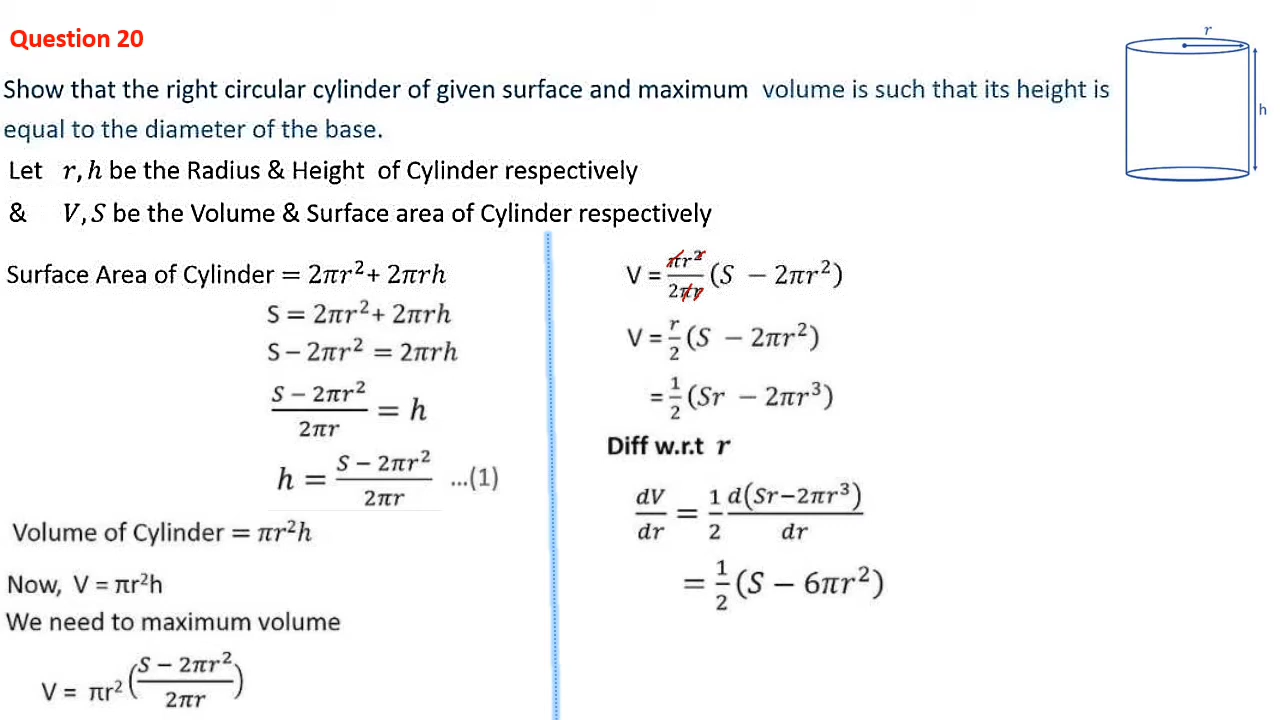 Question 20
Show that the right circular cylinder of given surface and maximum volume is such that its height is
equal to the diameter of the base.
Let r, h be the Radius & Height of Cylinder respectively
& V, S be the Volume & Surface area of Cylinder respectively
r
h
Surface Area of Cylinder = 2πr² + 2πrh
S = 2πr² + 2πrh
S − 2πr² = 2πrh
(S − 2πr²)/(2πr) = h
h = (S − 2πr²)/(2πr) ...(1)
Volume of Cylinder = πr²h
Now, V = πr²h
We need to maximum volume
V = πr² ((S − 2πr²)/(2πr))
V = (πr²)/(2πr) (S − 2πr²)
V = r/2 (S − 2πr²)
= 1/2 (Sr − 2πr³)
Diff w.r.t r
dV/dr = 1/2 d(Sr−2πr³)/dr
= 1/2 (S − 6πr²)